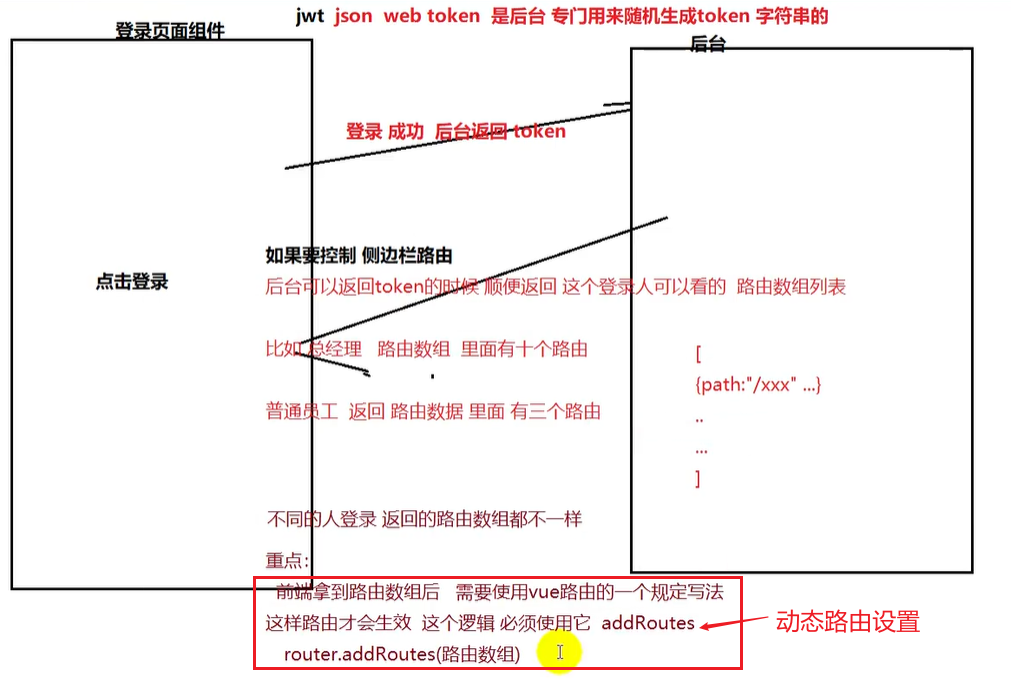 jwt json web token 是后台 专门用来随机生成token 字符串的
登录页面组件
后台
登录 成功 后台返回 token
如果要控制 侧边栏路由
点击登录
后台可以返回token的时候 顺便返回 这个登录人可以看的 路由数组列表
比如 总经理 路由数组 里面有十个路由
[
{path:"/xxx" ...}
..
...
]
普通员工 返回 路由数据 里面 有三个路由
不同的人登录 返回的路由数组都不一样
重点:
前端拿到路由数组后 需要使用vue路由的一个规定写法
这样路由才会生效 这个逻辑 必须使用它 addRoutes
动态路由设置
router.addRoutes(路由数组)